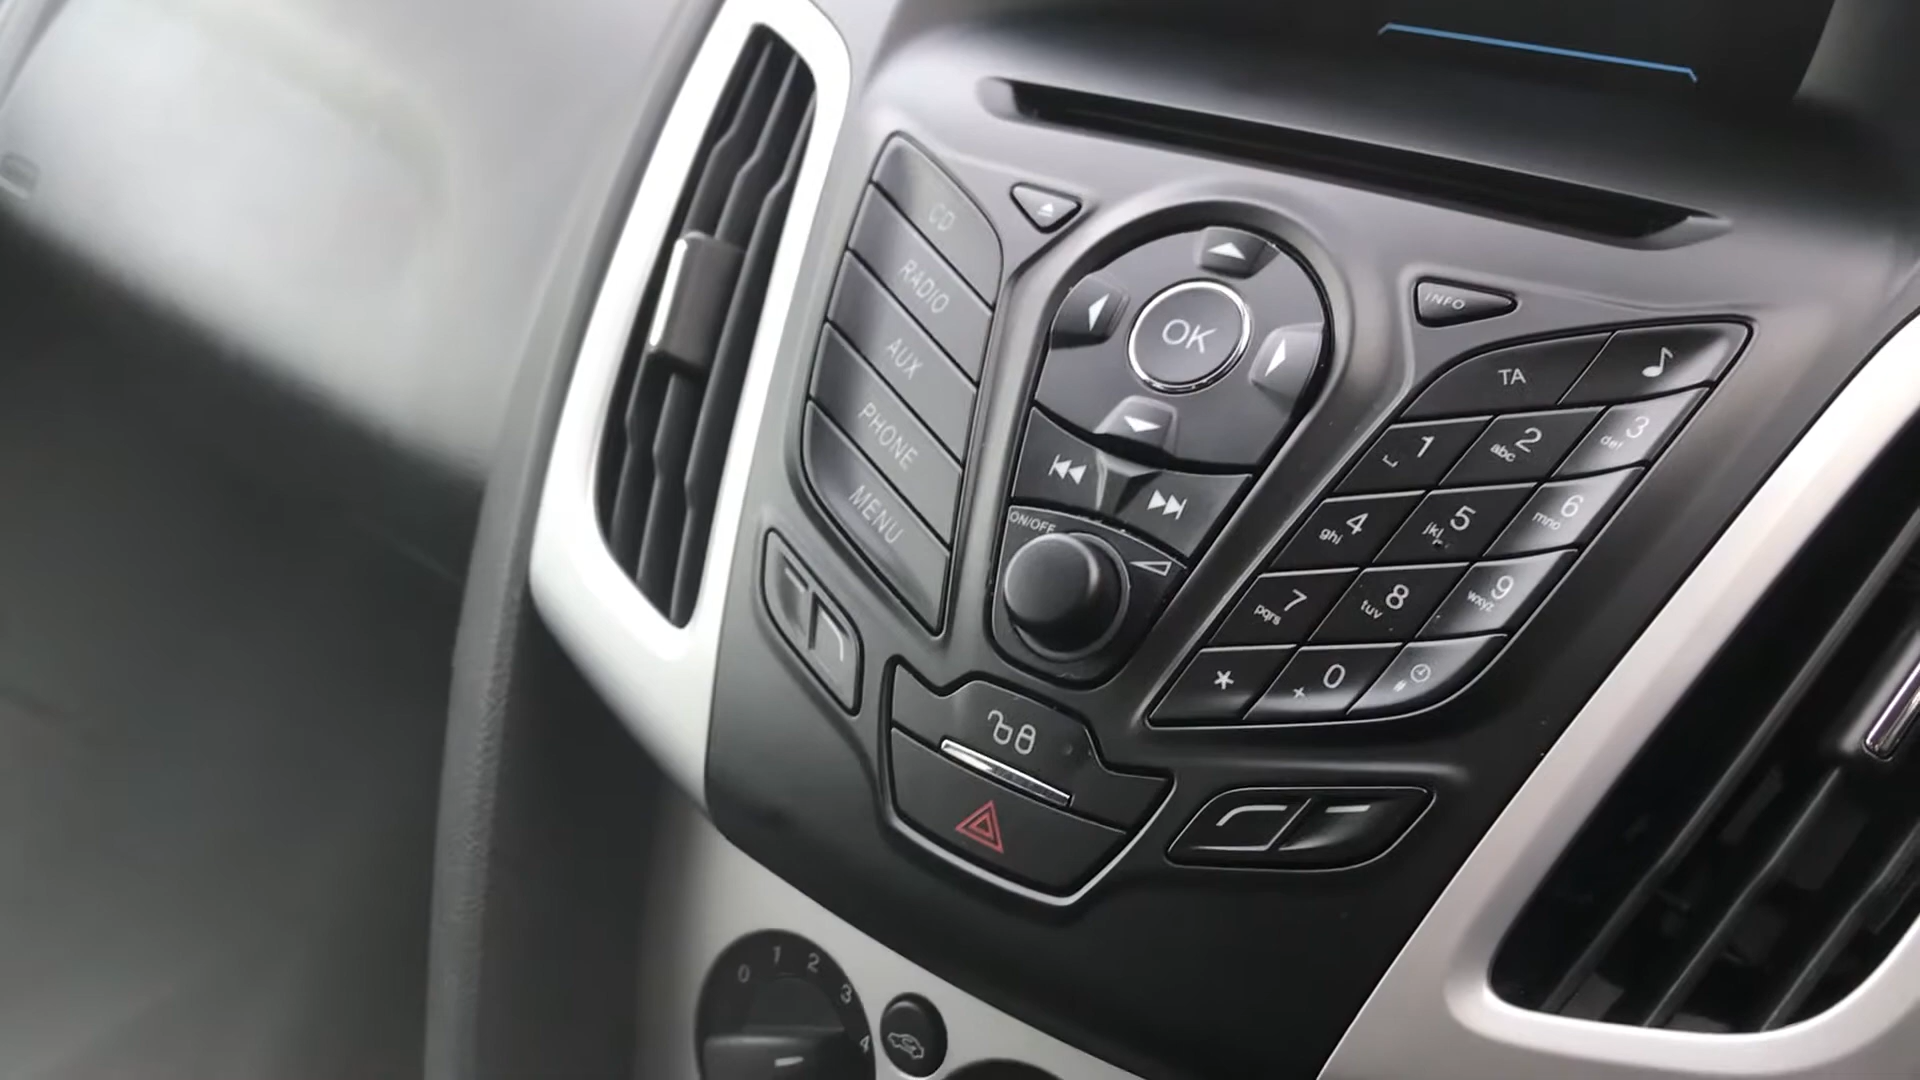 CD
RADIO
AUX
PHONE
MENU
OK
ON/OFF
INFO
TA
1
abc 2
def 3
ghi 4
jkl 5
mno 6
pqrs 7
tuv 8
wxyz 9
*
+ 0
#
0 1 2 3 4